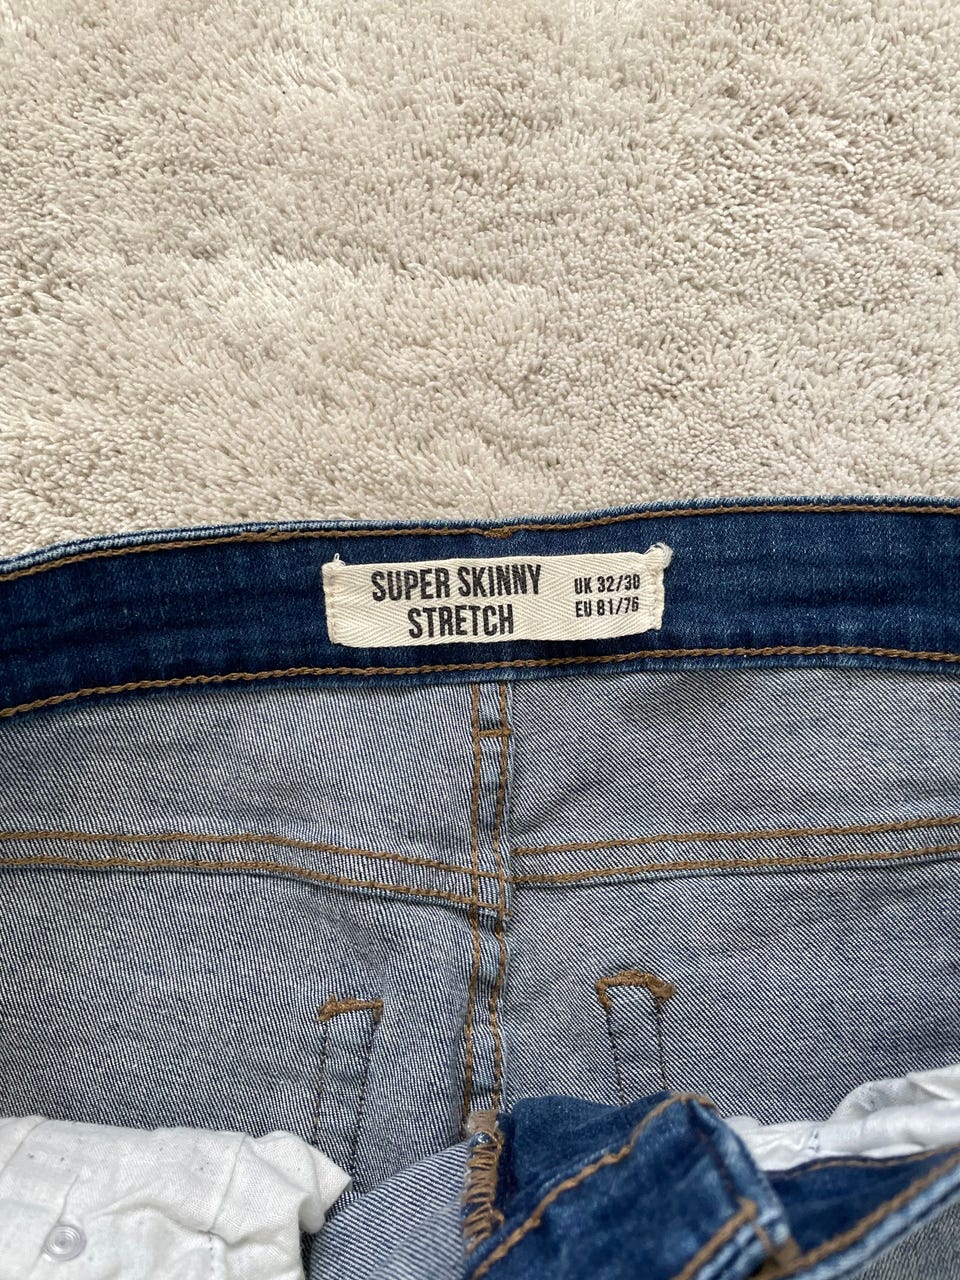 SUPER SKINNY
STRETCH
UK 32/30
EU 81/76